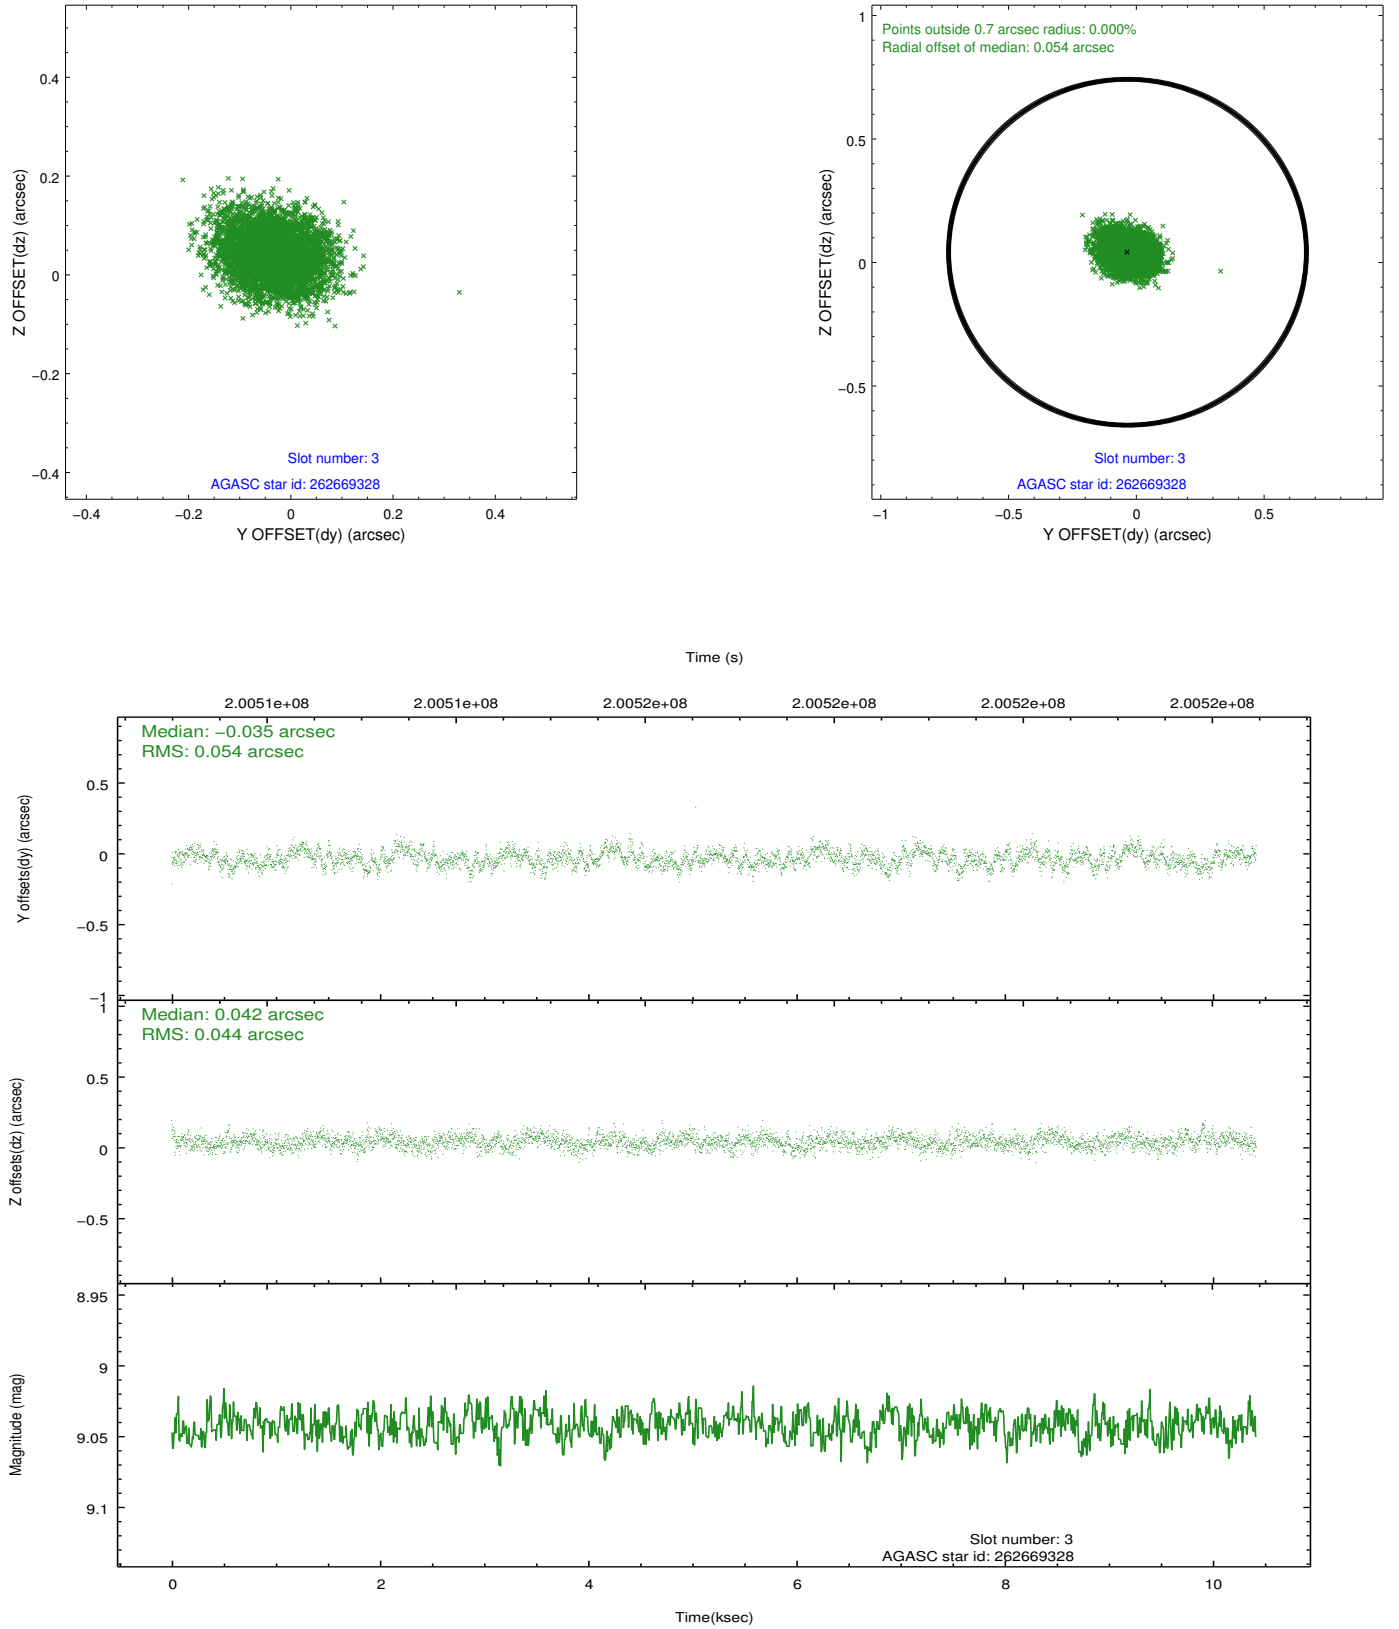 0.4
0.2
0
−0.2
−0.4
Z OFFSET(dz) (arcsec)
Slot number: 3
AGASC star id: 262669328
−0.4 −0.2 0 0.2 0.4
Y OFFSET(dy) (arcsec)
Points outside 0.7 arcsec radius: 0.000%
Radial offset of median: 0.054 arcsec
1
0.5
0
−0.5
Z OFFSET(dz) (arcsec)
Slot number: 3
AGASC star id: 262669328
−1 −0.5 0 0.5
Y OFFSET(dy) (arcsec)
Time (s)
2.0051e+08 2.0051e+08 2.0052e+08 2.0052e+08 2.0052e+08 2.0052e+08
Median: −0.035 arcsec
RMS: 0.054 arcsec
0.5
0
−0.5
−1
Y offsets(dy) (arcsec)
Median: 0.042 arcsec
RMS: 0.044 arcsec
1
0.5
0
−0.5
Z offsets(dz) (arcsec)
8.95
9
9.05
9.1
Magnitude (mag)
Slot number: 3
AGASC star id: 262669328
0 2 4 6 8 10
Time(ksec)